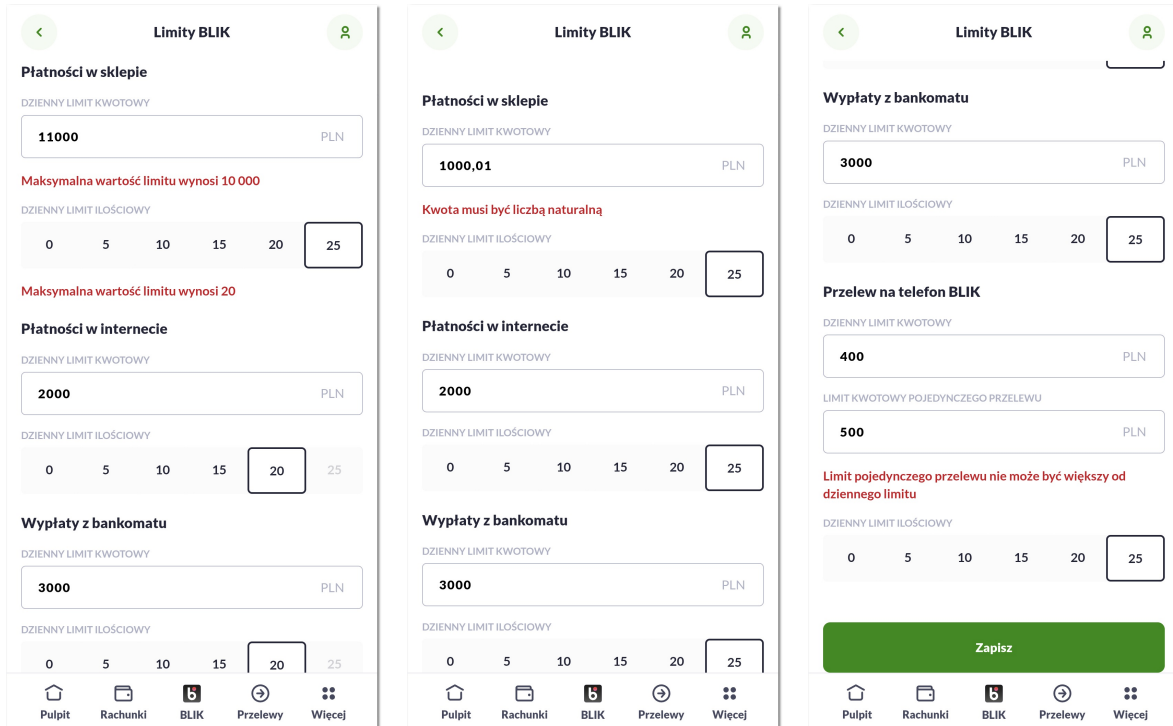 Limity BLIK
Płatności w sklepie
DZIENNY LIMIT KWOTOWY
11000 PLN
Maksymalna wartość limitu wynosi 10 000
DZIENNY LIMIT ILOŚCIOWY
0 5 10 15 20 25
Maksymalna wartość limitu wynosi 20
Płatności w internecie
DZIENNY LIMIT KWOTOWY
2000 PLN
DZIENNY LIMIT ILOŚCIOWY
0 5 10 15 20 25
Wypłaty z bankomatu
DZIENNY LIMIT KWOTOWY
3000 PLN
DZIENNY LIMIT ILOŚCIOWY
0 5 10 15 20 25
Pulpit Rachunki BLIK Przelewy Więcej
Limity BLIK
Płatności w sklepie
DZIENNY LIMIT KWOTOWY
1000,01 PLN
Kwota musi być liczbą naturalną
DZIENNY LIMIT ILOŚCIOWY
0 5 10 15 20 25
Płatności w internecie
DZIENNY LIMIT KWOTOWY
2000 PLN
DZIENNY LIMIT ILOŚCIOWY
0 5 10 15 20 25
Wypłaty z bankomatu
DZIENNY LIMIT KWOTOWY
3000 PLN
DZIENNY LIMIT ILOŚCIOWY
0 5 10 15 20 25
Pulpit Rachunki BLIK Przelewy Więcej
Limity BLIK
Wypłaty z bankomatu
DZIENNY LIMIT KWOTOWY
3000 PLN
DZIENNY LIMIT ILOŚCIOWY
0 5 10 15 20 25
Przelew na telefon BLIK
DZIENNY LIMIT KWOTOWY
400 PLN
LIMIT KWOTOWY POJEDYNCZEGO PRZELEWU
500 PLN
Limit pojedynczego przelewu nie może być większy od
dziennego limitu
DZIENNY LIMIT ILOŚCIOWY
0 5 10 15 20 25
Zapisz
Pulpit Rachunki BLIK Przelewy Więcej